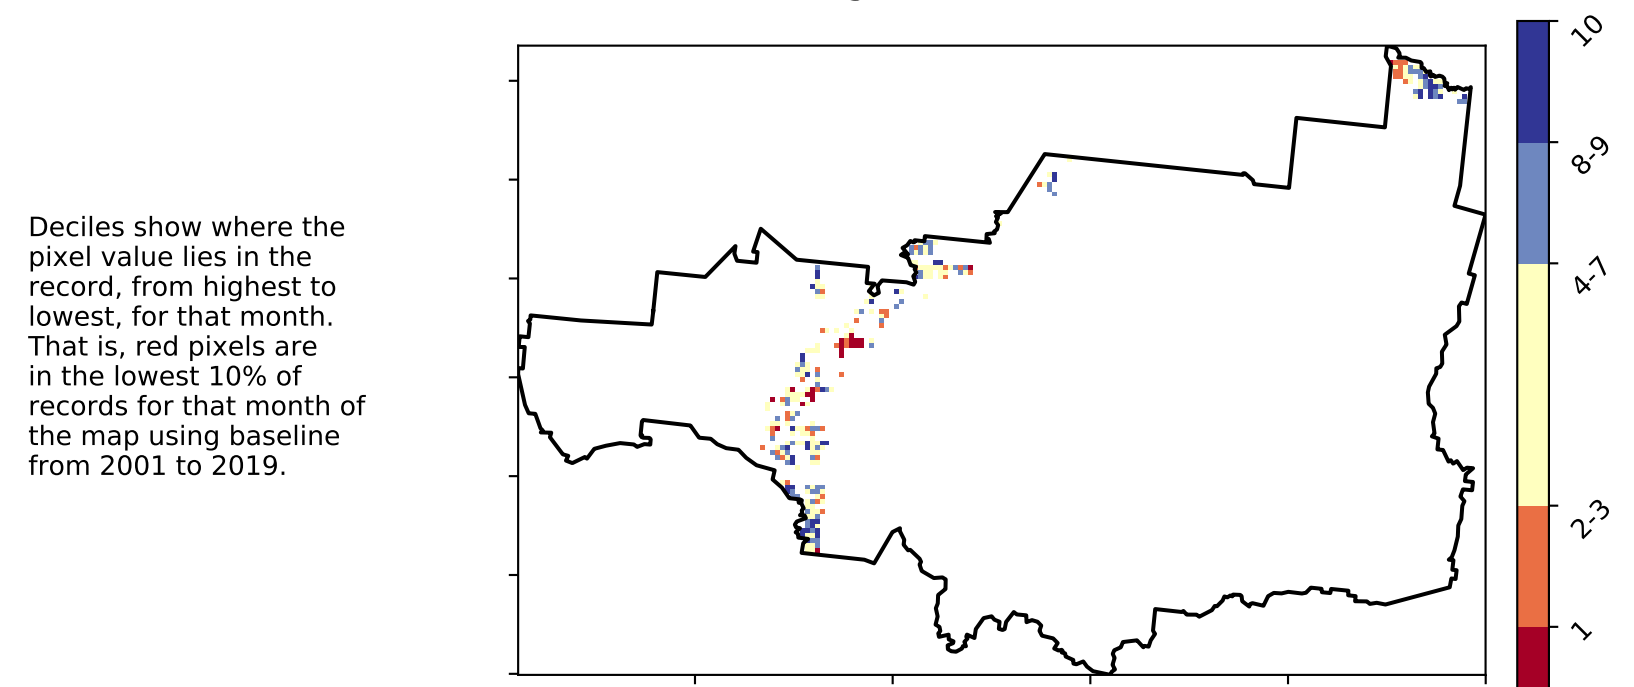 Deciles show where the
pixel value lies in the
record, from highest to
lowest, for that month.
That is, red pixels are
in the lowest 10% of
records for that month of
the map using baseline
from 2001 to 2019.
10
8-9
4-7
2-3
1